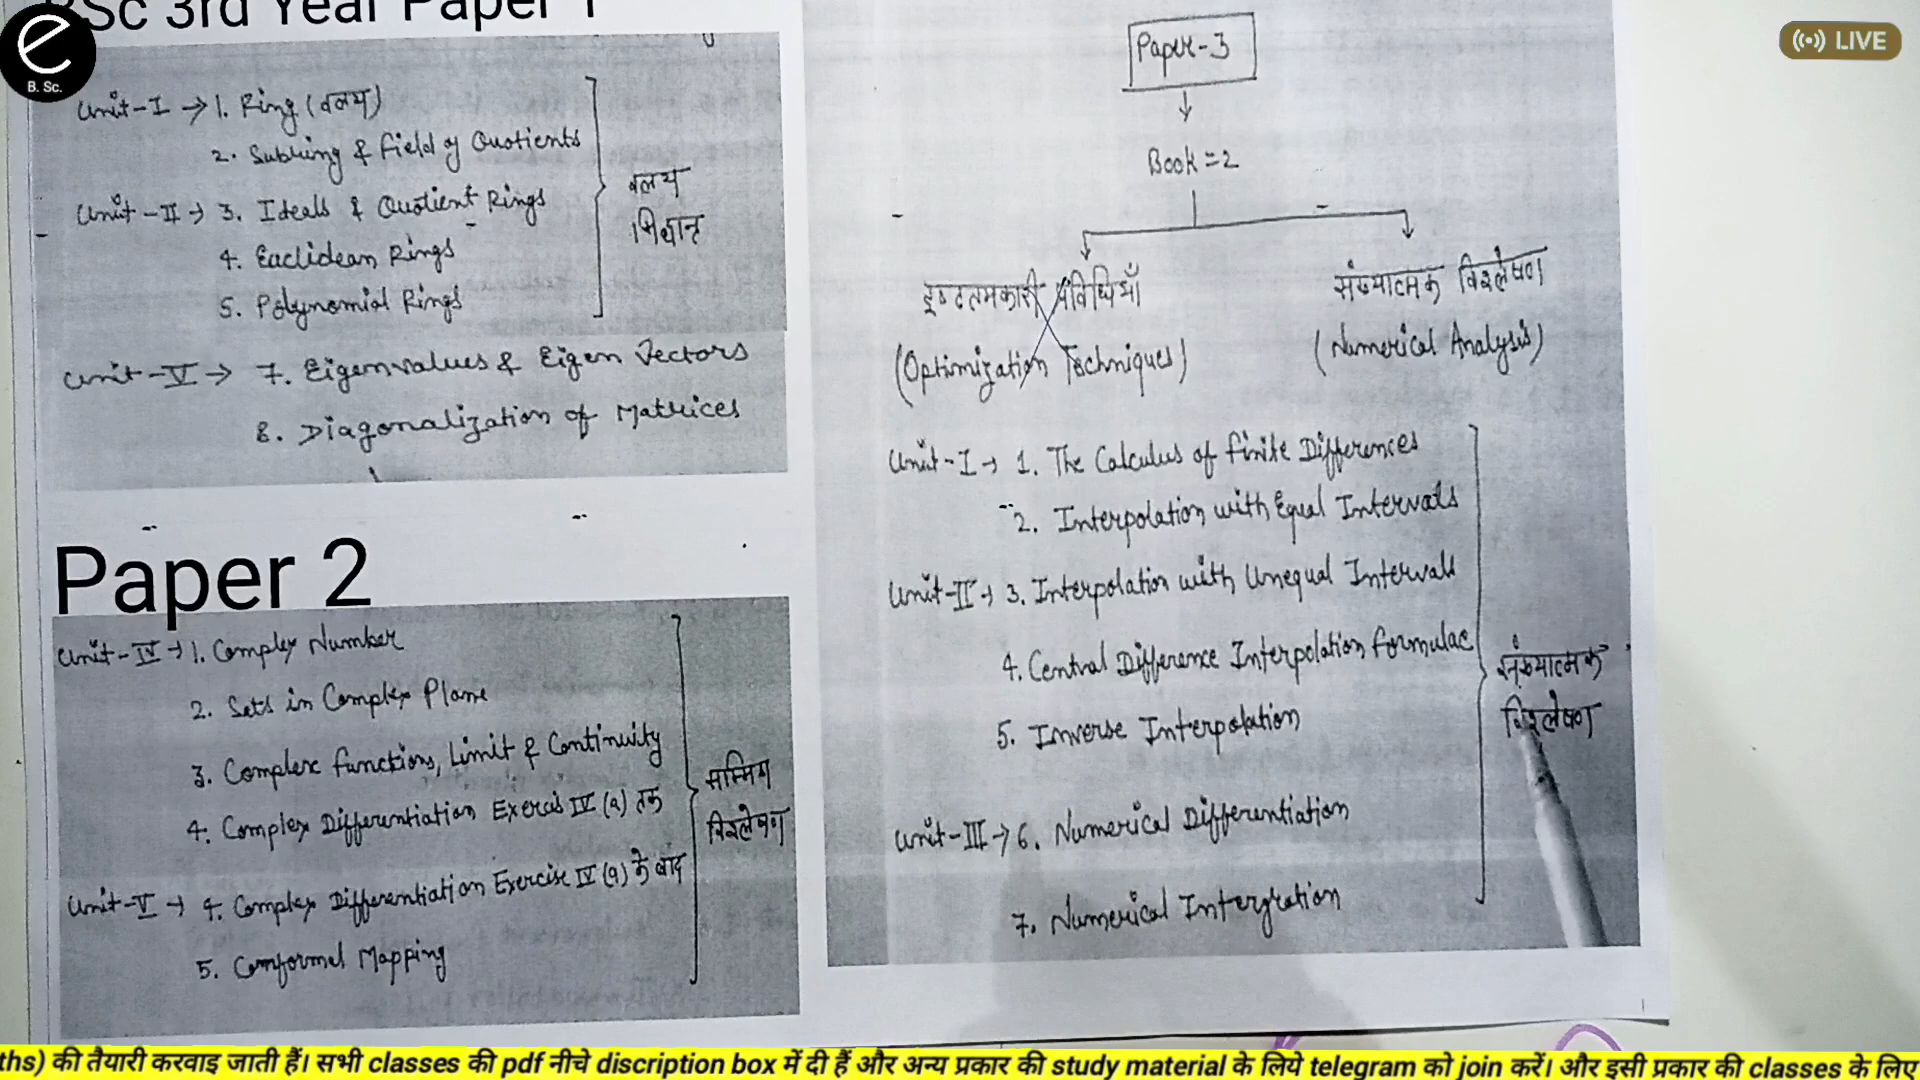 BSc 3rd Year Paper 1
e
B. Sc.
Unit-I → 1. Ring (वलय)
2. Subring & Field of Quotients
Unit-II → 3. Ideals & Quotient Rings
4. Euclidean Rings
5. Polynomial Rings
वलय
सिद्धान्त
Unit-V → 7. Eigenvalues & Eigen Vectors
8. Diagonalization of Matrices
Paper 2
Unit-IV → 1. Complex Number
2. Sets in Complex Plane
3. Complex functions, Limit & Continuity
4. Complex Differentiation Exercis IV (a) तक
Unit-V → 4. Complex Differentiation Exercise IV (a) के बाद
5. Conformal Mapping
सम्मिश्र
विश्लेषण
Paper-3
Book = 2
इष्टतमकारी प्रविधियाँ
(Optimization Techniques)
संख्यात्मक विश्लेषण
(Numerical Analysis)
Unit-I → 1. The Calculus of finite Differences
2. Interpolation with Equal Intervals
Unit-II → 3. Interpolation with Unequal Intervals
4. Central Difference Interpolation formulae
5. Inverse Interpolation
Unit-III → 6. Numerical Differentiation
7. Numerical Intergration
संख्यात्मक
विश्लेषण
LIVE
ths) की तैयारी करवाइ जाती हैं। सभी classes की pdf नीचे discription box में दी हैं और अन्य प्रकार की study material के लिये telegram को join करें। और इसी प्रकार की classes के लिए